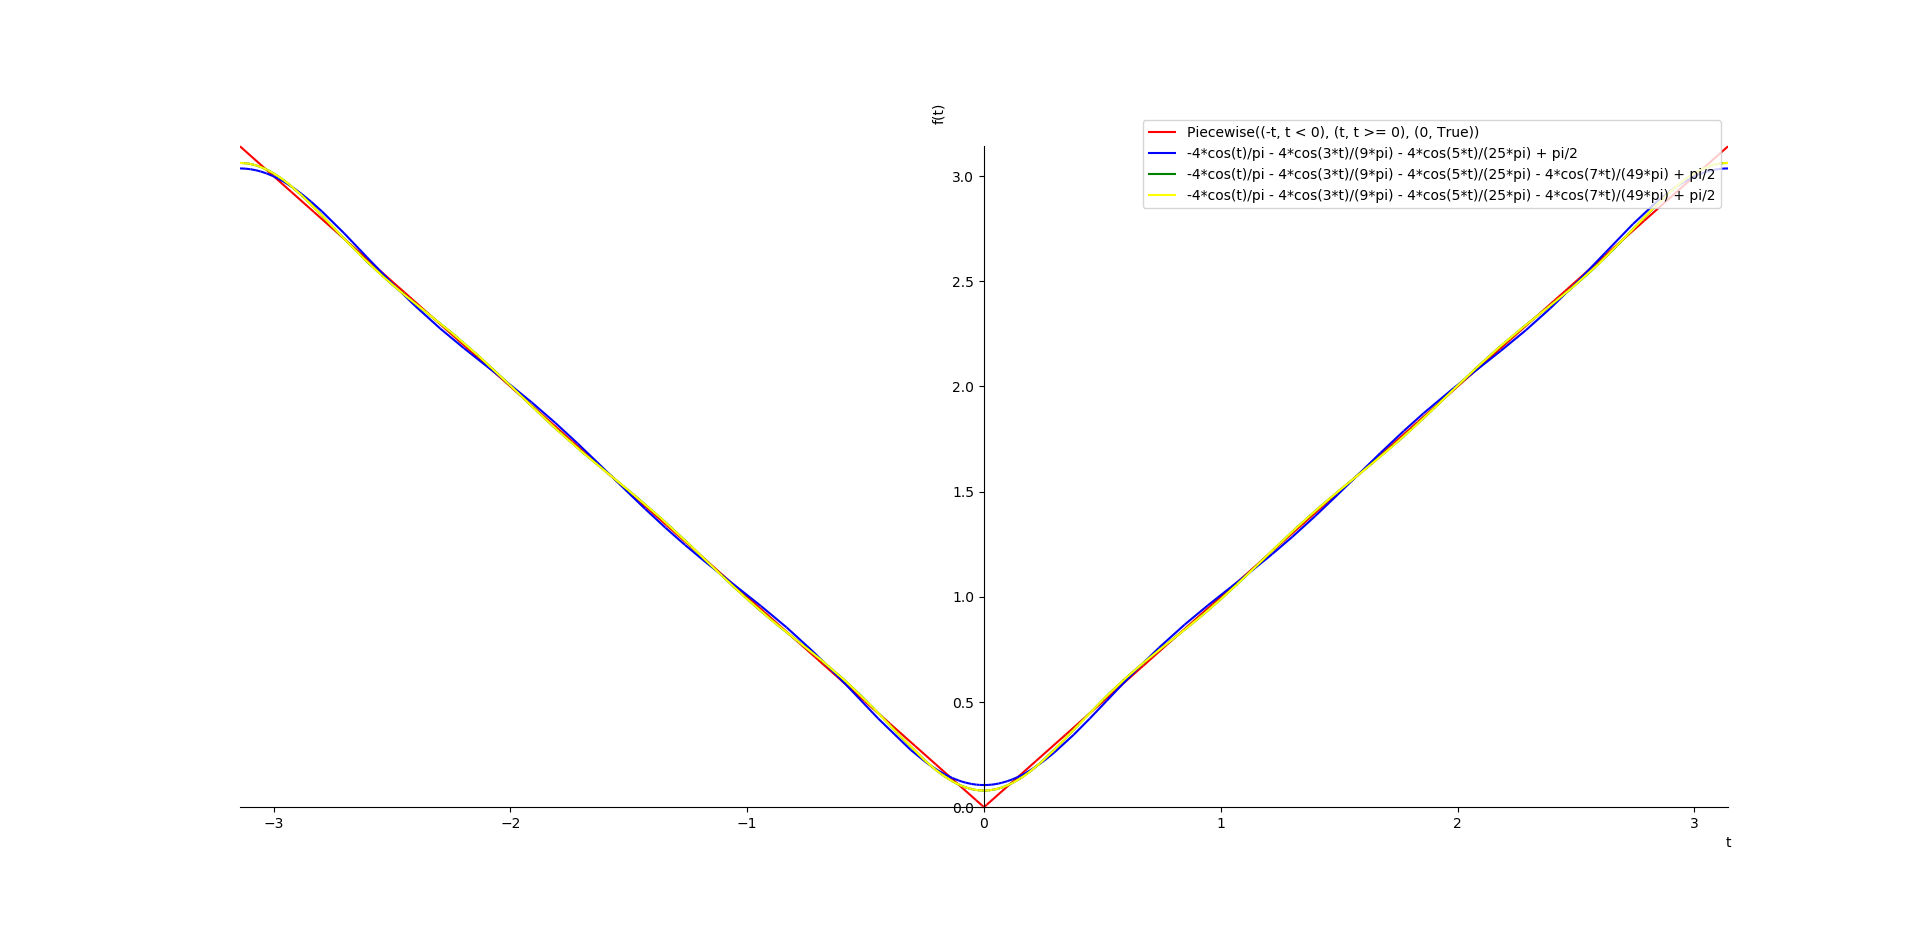 f(t)
Piecewise((-t, t < 0), (t, t >= 0), (0, True))
-4*cos(t)/pi - 4*cos(3*t)/(9*pi) - 4*cos(5*t)/(25*pi) + pi/2
-4*cos(t)/pi - 4*cos(3*t)/(9*pi) - 4*cos(5*t)/(25*pi) - 4*cos(7*t)/(49*pi) + pi/2
-4*cos(t)/pi - 4*cos(3*t)/(9*pi) - 4*cos(5*t)/(25*pi) - 4*cos(7*t)/(49*pi) + pi/2
3.0
2.5
2.0
1.5
1.0
0.5
0.0
−3 −2 −1 0 1 2 3
t